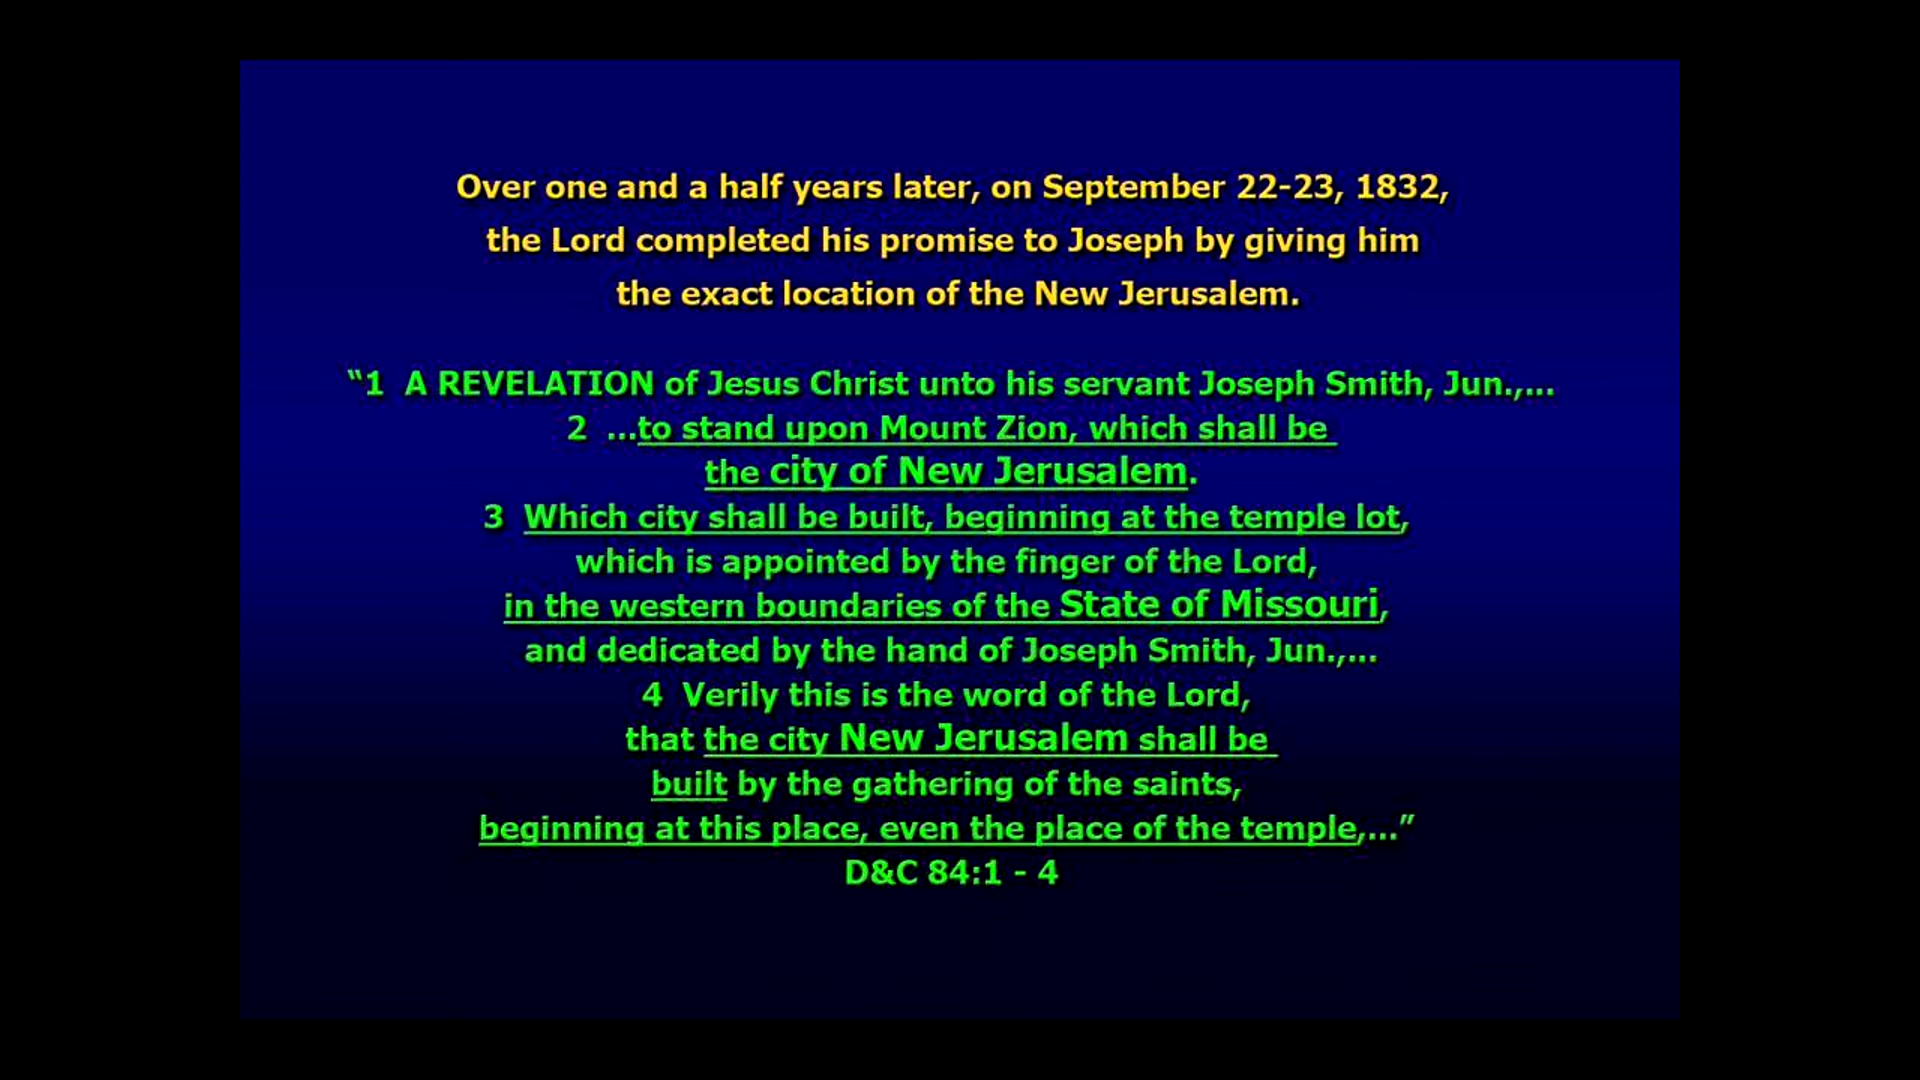 Over one and a half years later, on September 22-23, 1832,
the Lord completed his promise to Joseph by giving him
the exact location of the New Jerusalem.
“1 A REVELATION of Jesus Christ unto his servant Joseph Smith, Jun.,...
2 ...to stand upon Mount Zion, which shall be
the city of New Jerusalem.
3 Which city shall be built, beginning at the temple lot,
which is appointed by the finger of the Lord,
in the western boundaries of the State of Missouri,
and dedicated by the hand of Joseph Smith, Jun.,...
4 Verily this is the word of the Lord,
that the city New Jerusalem shall be
built by the gathering of the saints,
beginning at this place, even the place of the temple,...”
D&C 84:1 - 4